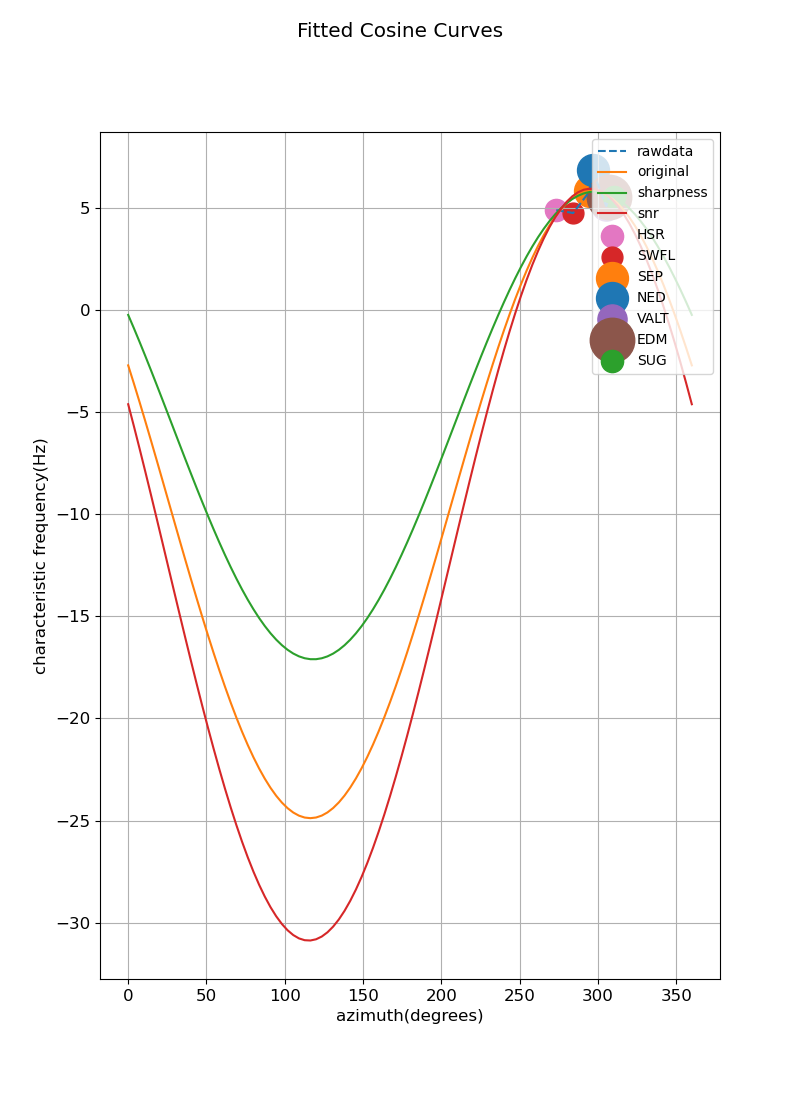 Fitted Cosine Curves
rawdata
original
sharpness
snr
HSR
SWFL
SEP
NED
VALT
EDM
SUG
5
0
−5
−10
−15
−20
−25
−30
characteristic frequency(Hz)
0 50 100 150 200 250 300 350
azimuth(degrees)